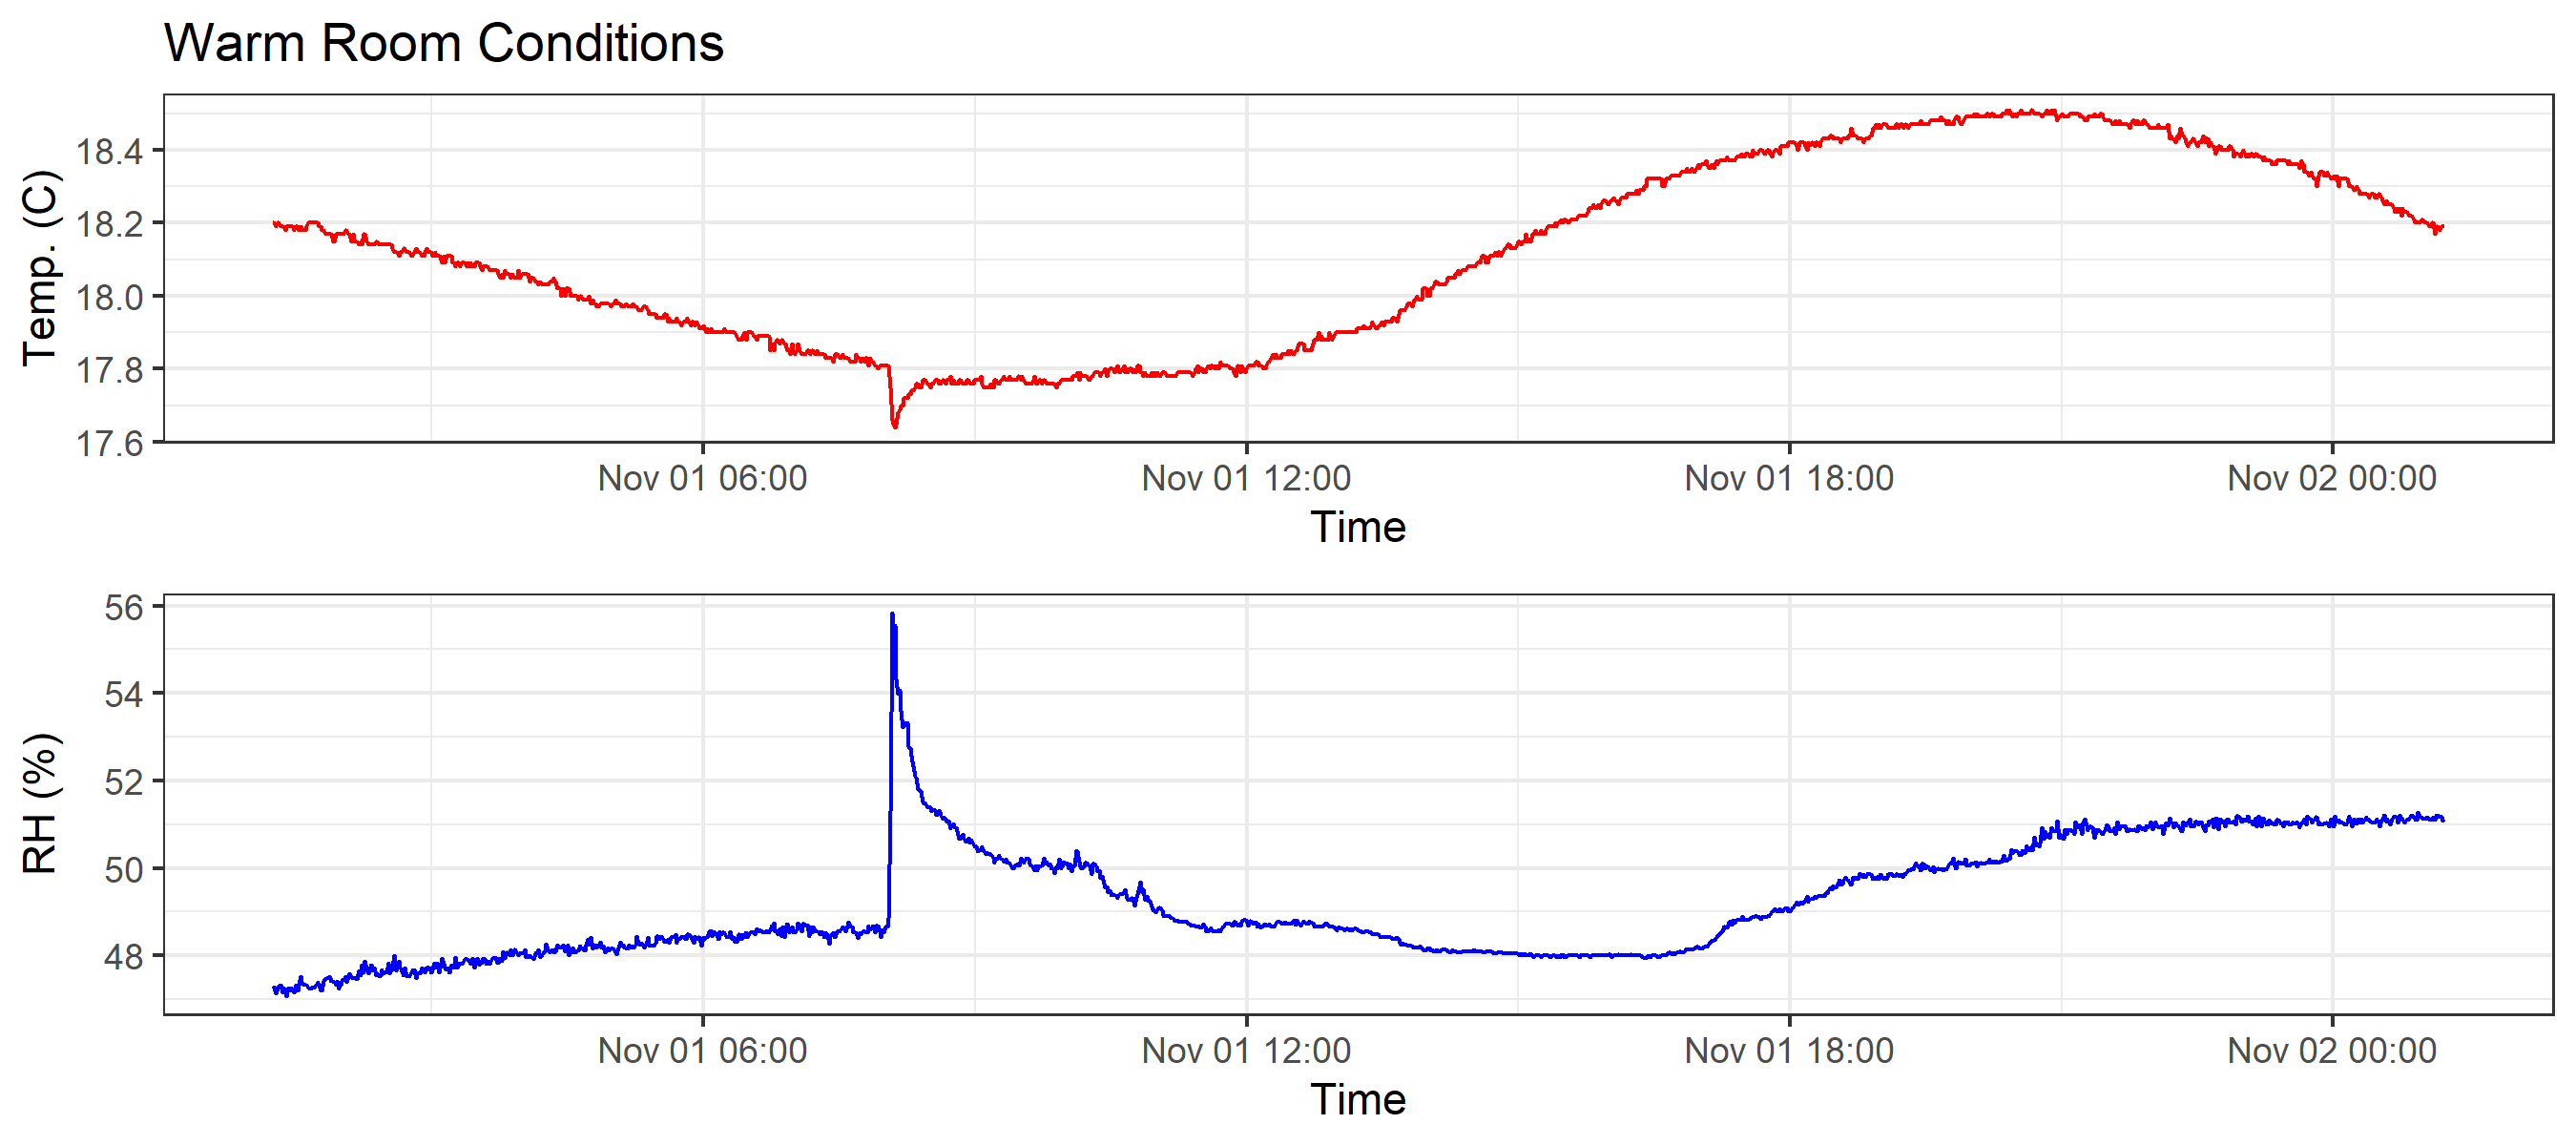 Warm Room Conditions
Temp. (C)
18.4
18.2
18.0
17.8
17.6
Nov 01 06:00 Nov 01 12:00 Nov 01 18:00 Nov 02 00:00
Time
RH (%)
56
54
52
50
48
Nov 01 06:00 Nov 01 12:00 Nov 01 18:00 Nov 02 00:00
Time